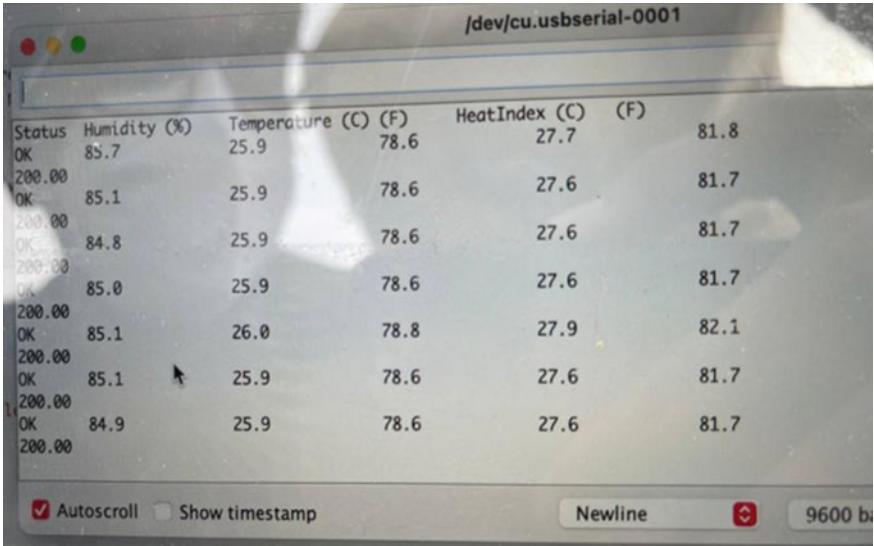 /dev/cu.usbserial-0001
Status Humidity (%) Temperature (C) (F) HeatIndex (C) (F)
OK 85.7 25.9 78.6 27.7 81.8
200.00
OK 85.1 25.9 78.6 27.6 81.7
200.00
OK 84.8 25.9 78.6 27.6 81.7
200.00
OK 85.0 25.9 78.6 27.6 81.7
200.00
OK 85.1 26.0 78.8 27.9 82.1
200.00
OK 85.1 25.9 78.6 27.6 81.7
200.00
OK 84.9 25.9 78.6 27.6 81.7
200.00
Autoscroll Show timestamp Newline 9600 ba